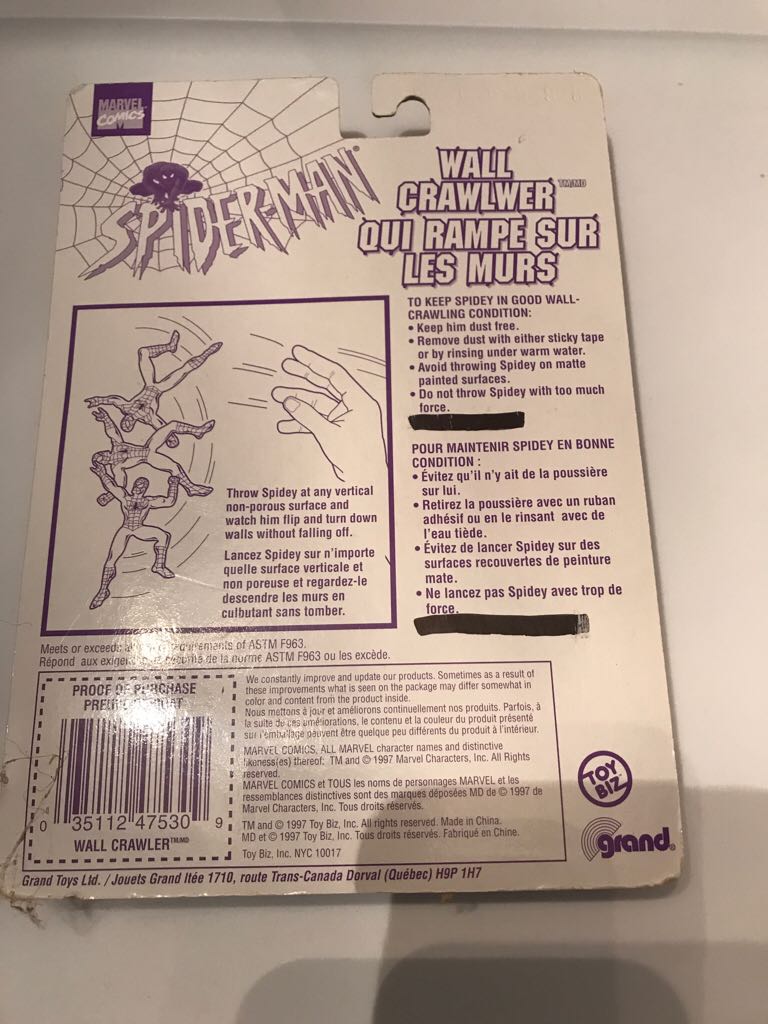 MARVEL
COMICS
SPIDER-MAN®
WALL
CRAWLWER TM/MD
QUI RAMPE SUR
LES MURS
TO KEEP SPIDEY IN GOOD WALL-
CRAWLING CONDITION:
• Keep him dust free.
• Remove dust with either sticky tape
or by rinsing under warm water.
• Avoid throwing Spidey on matte
painted surfaces.
• Do not throw Spidey with too much
force.
POUR MAINTENIR SPIDEY EN BONNE
CONDITION :
• Évitez qu'il n'y ait de la poussière
sur lui.
• Retirez la poussière avec un ruban
adhésif ou en le rinsant avec de
l'eau tiède.
• Évitez de lancer Spidey sur des
surfaces recouvertes de peinture
mate.
• Ne lancez pas Spidey avec trop de
force.
Throw Spidey at any vertical
non-porous surface and
watch him flip and turn down
walls without falling off.
Lancez Spidey sur n'importe
quelle surface verticale et
non poreuse et regardez-le
descendre les murs en
culbutant sans tomber.
Meets or exceeds requirements of ASTM F963.
Répond aux de la norme ASTM F963 ou les excède.
PROOF OF PURCHASE
0 35112 47530 9
WALL CRAWLER TM/MD
We constantly improve and update our products. Sometimes as a result of
these improvements what is seen on the package may differ somewhat in
color and content from the product inside.
Nous mettons à jour et améliorons continuellement nos produits. Parfois, à
la suite de ces améliorations, le contenu et la couleur du produit présenté
sur l'emballage peuvent être quelque peu différents du produit à l'intérieur.
MARVEL COMICS, ALL MARVEL character names and distinctive
likeness(es) thereof: TM and © 1997 Marvel Characters, Inc. All Rights
reserved.
MARVEL COMICS et TOUS les noms de personnages MARVEL et les
ressemblances distinctives sont des marques déposées MD de © 1997 de
Marvel Characters, Inc. Tous droits réservés.
TM and © 1997 Toy Biz, Inc. All rights reserved. Made in China.
MD et © 1997 Toy Biz, Inc. Tous droits réservés. Fabriqué en Chine.
Toy Biz, Inc. NYC 10017
TOY
BIZ
grand®
Grand Toys Ltd. / Jouets Grand ltée 1710, route Trans-Canada Dorval (Québec) H9P 1H7